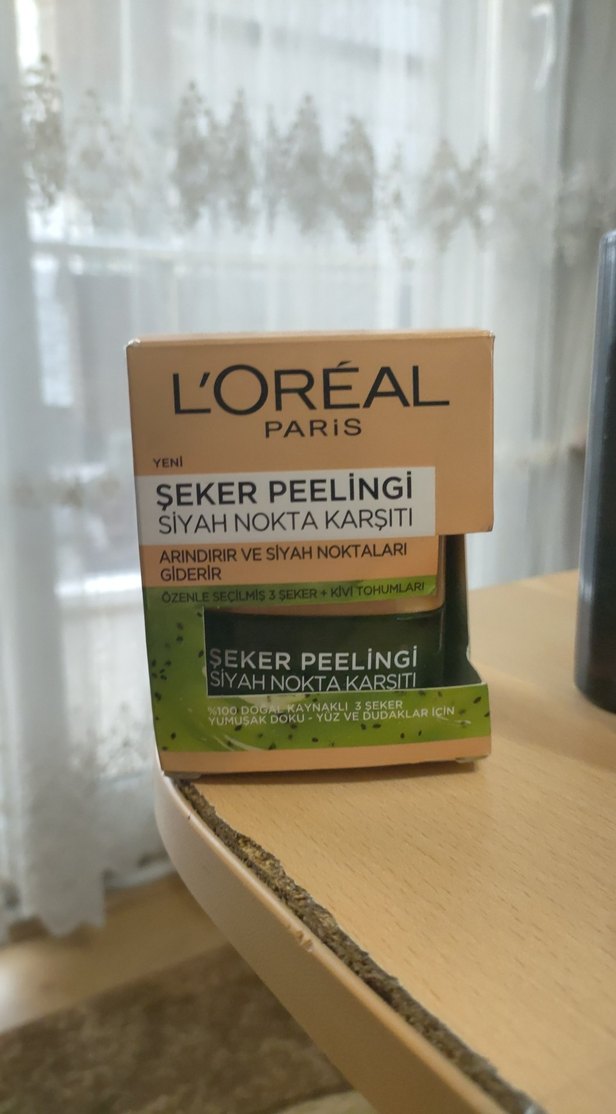 L'ORÉAL
PARiS
YENİ
ŞEKER PEELİNGİ
SİYAH NOKTA KARŞITI
ARINDIRIR VE SİYAH NOKTALARI
GİDERİR
ÖZENLE SEÇİLMİŞ 3 ŞEKER + KİVİ TOHUMLARI
ŞEKER PEELİNGİ
SİYAH NOKTA KARŞITI
%100 DOĞAL KAYNAKLI 3 ŞEKER
YUMUŞAK DOKU - YÜZ VE DUDAKLAR İÇİN